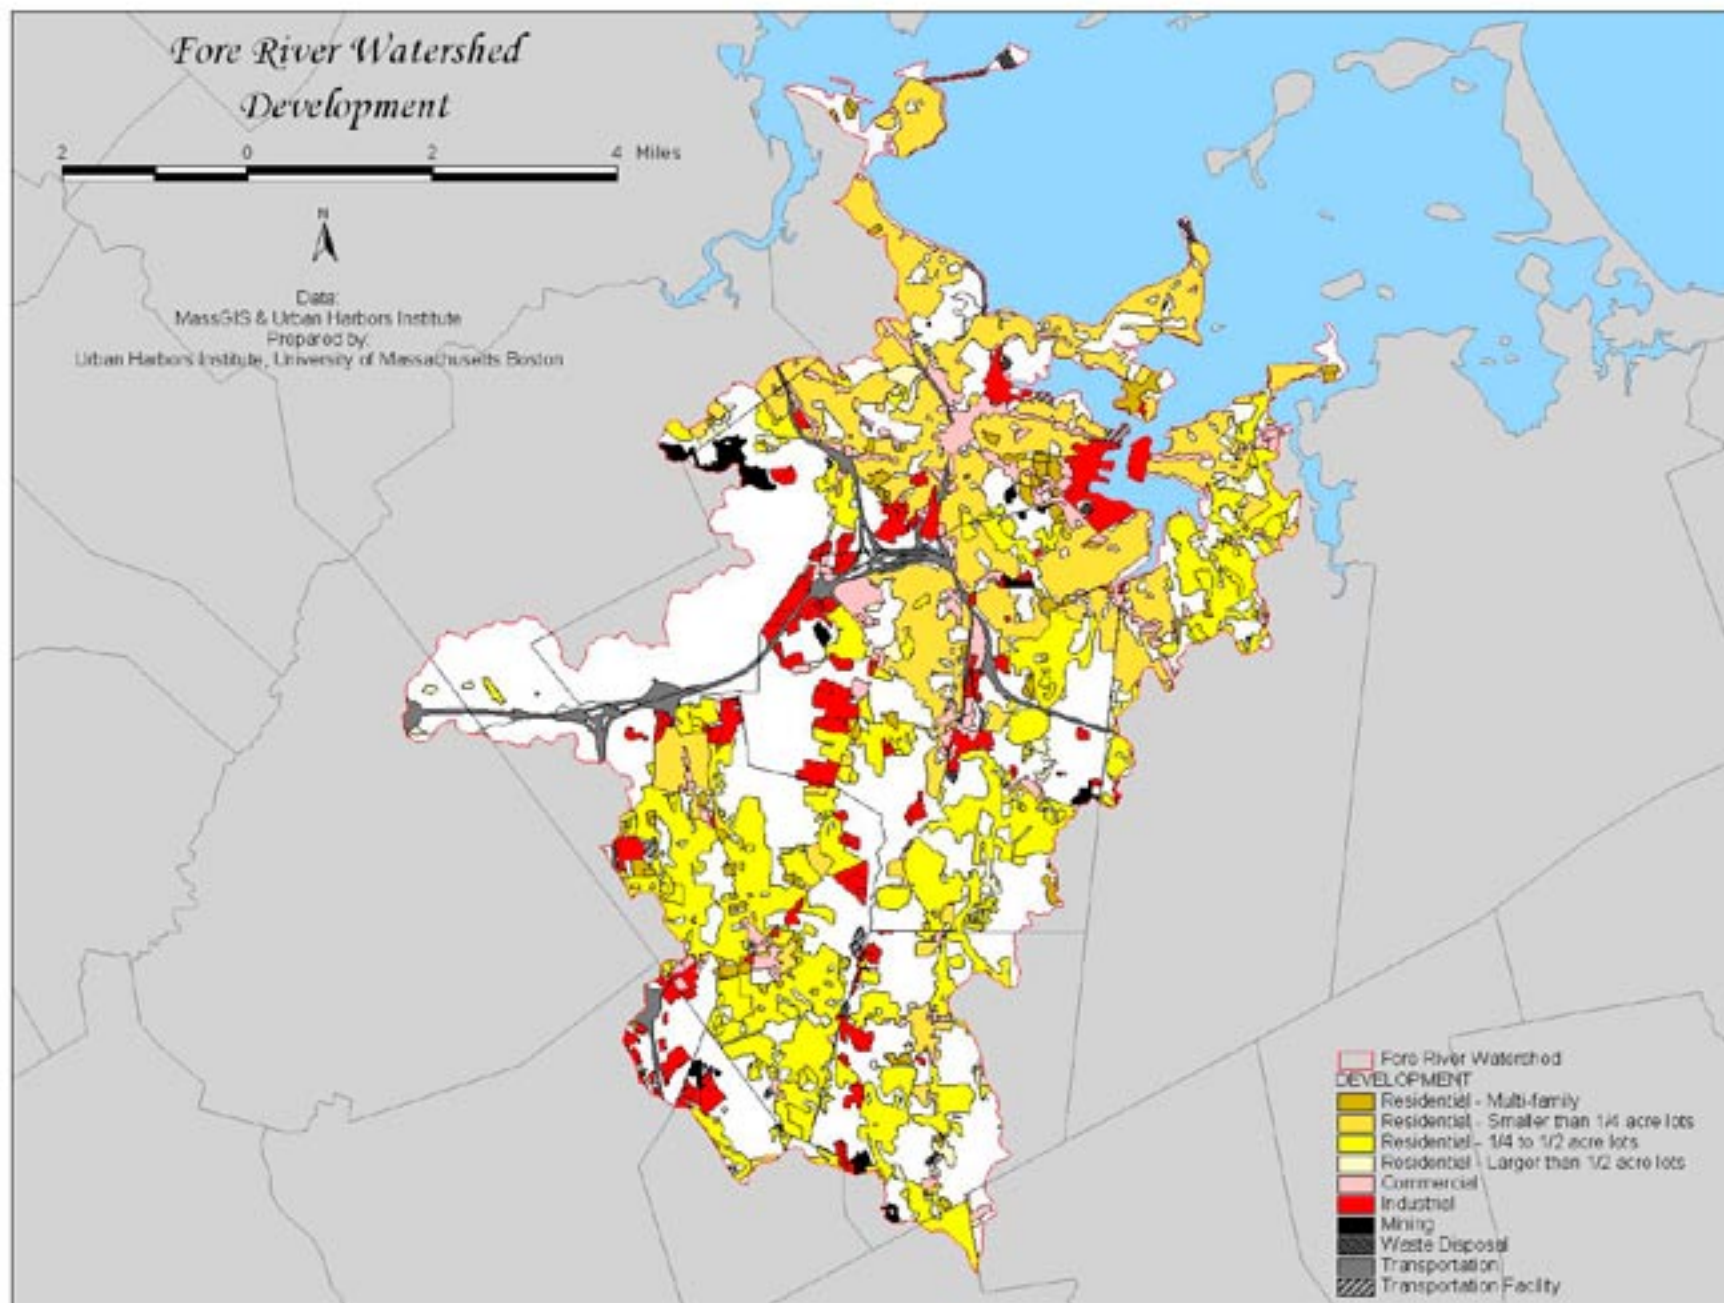 Fore River Watershed
Development
2 0 2 4 Miles
N
Data:
MassGIS & Urban Harbors Institute
Prepared by:
Urban Harbors Institute, University of Massachusetts Boston
Fore River Watershed
DEVELOPMENT
Residential - Multi-family
Residential - Smaller than 1/4 acre lots
Residential - 1/4 to 1/2 acre lots
Residential - Larger than 1/2 acre lots
Commercial
Industrial
Mining
Waste Disposal
Transportation
Transportation Facility